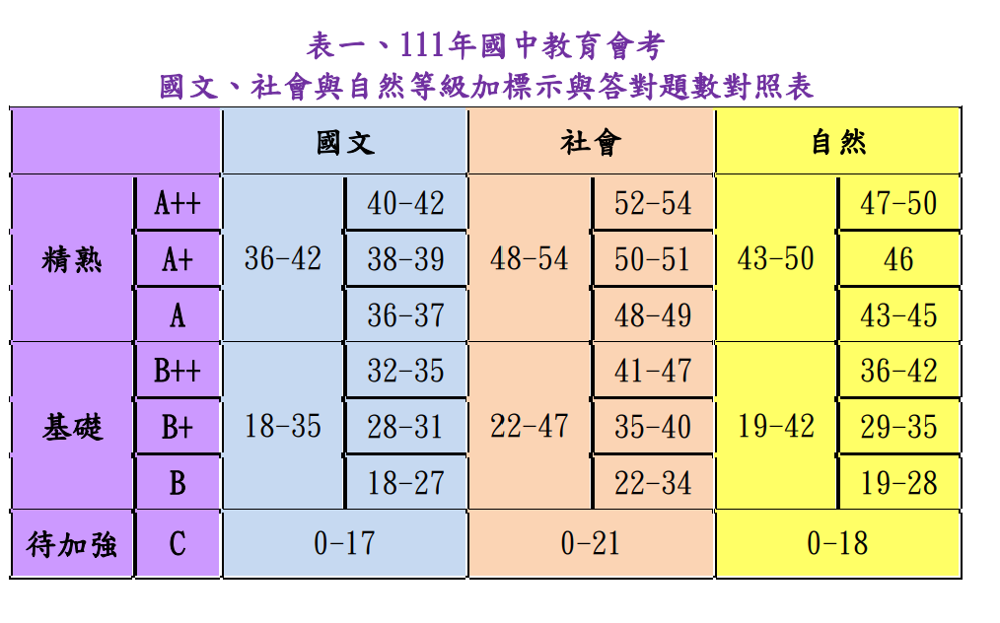 表一、111年國中教育會考
國文、社會與自然等級加標示與答對題數對照表
國文 社會 自然
精熟 A++ 36-42 40-42 48-54 52-54 43-50 47-50
A+ 38-39 50-51 46
A 36-37 48-49 43-45
基礎 B++ 18-35 32-35 22-47 41-47 19-42 36-42
B+ 28-31 35-40 29-35
B 18-27 22-34 19-28
待加強 C 0-17 0-21 0-18